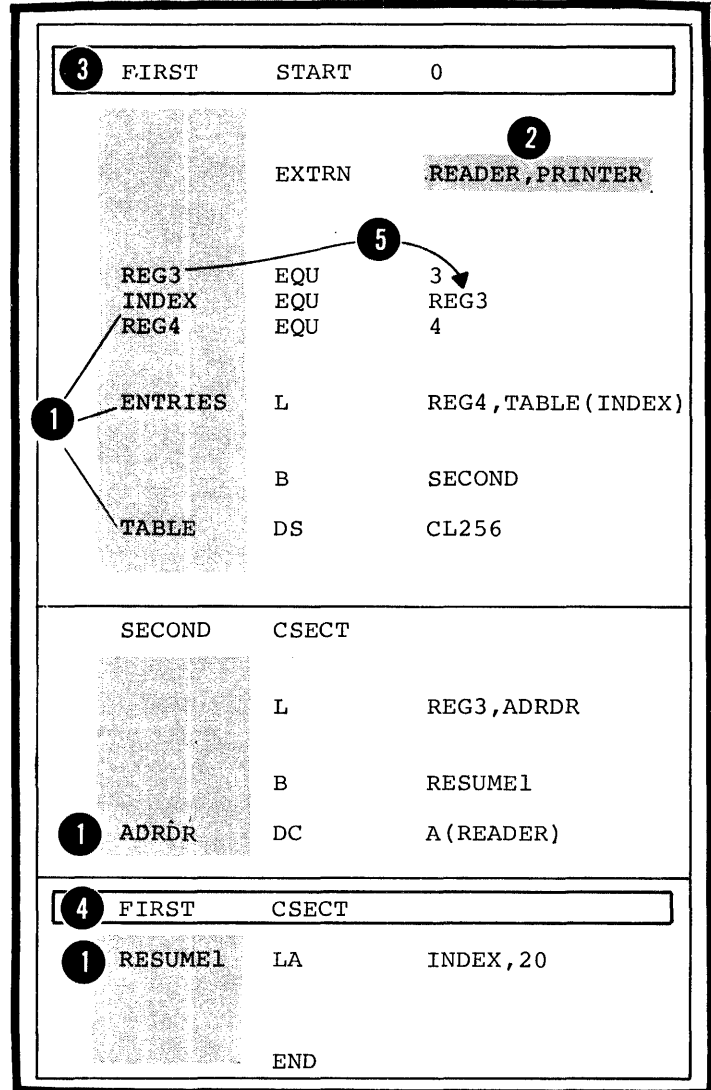 3 FIRST START 0
2
EXTRN READER,PRINTER
5
REG3 EQU 3
INDEX EQU REG3
REG4 EQU 4
1 ENTRIES L REG4,TABLE(INDEX)
B SECOND
TABLE DS CL256
SECOND CSECT
L REG3,ADRDR
B RESUME1
1 ADRDR DC A(READER)
4 FIRST CSECT
1 RESUME1 LA INDEX,20
END